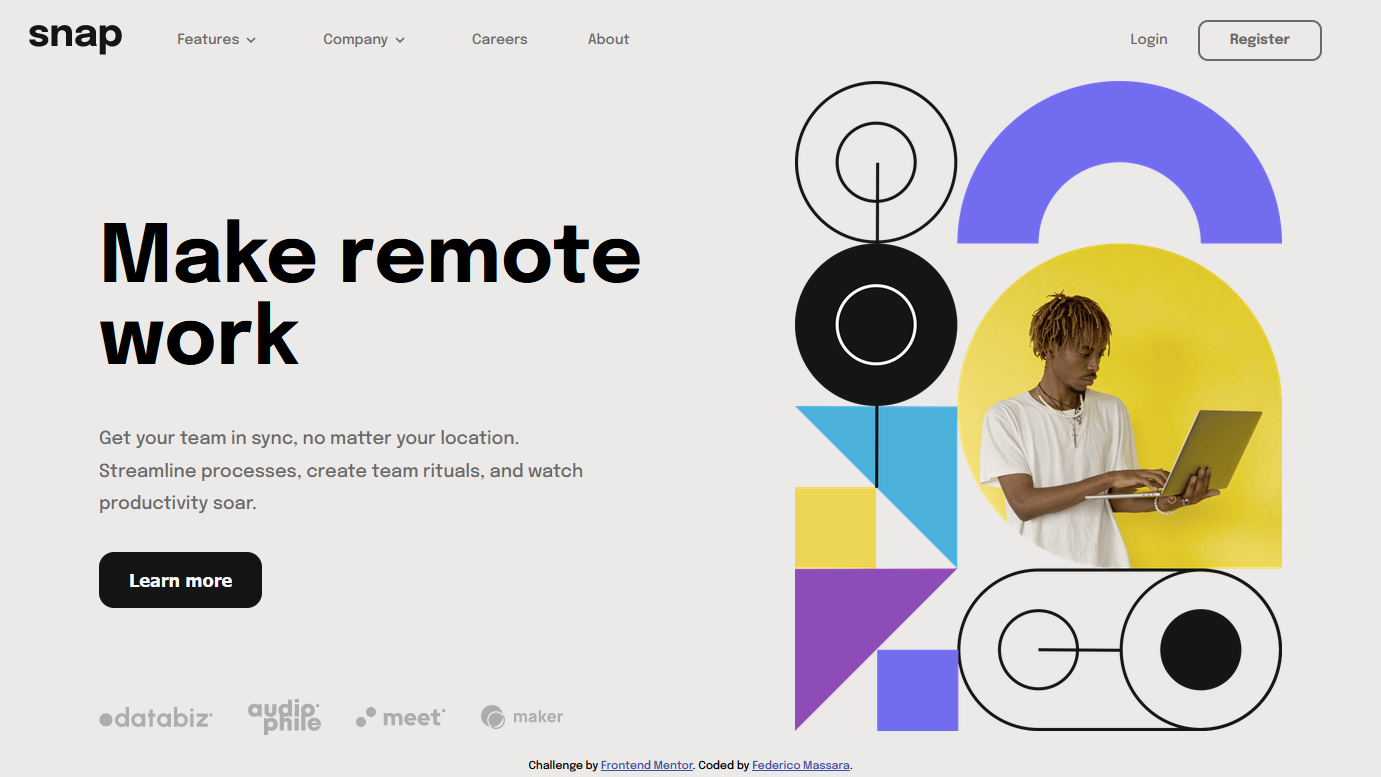 snap
Features
Company
Careers
About
Login
Register
Make remote
work
Get your team in sync, no matter your location.
Streamline processes, create team rituals, and watch
productivity soar.
Learn more
databiz
audio
phile
meet
maker
Challenge by Frontend Mentor. Coded by Federico Massara.